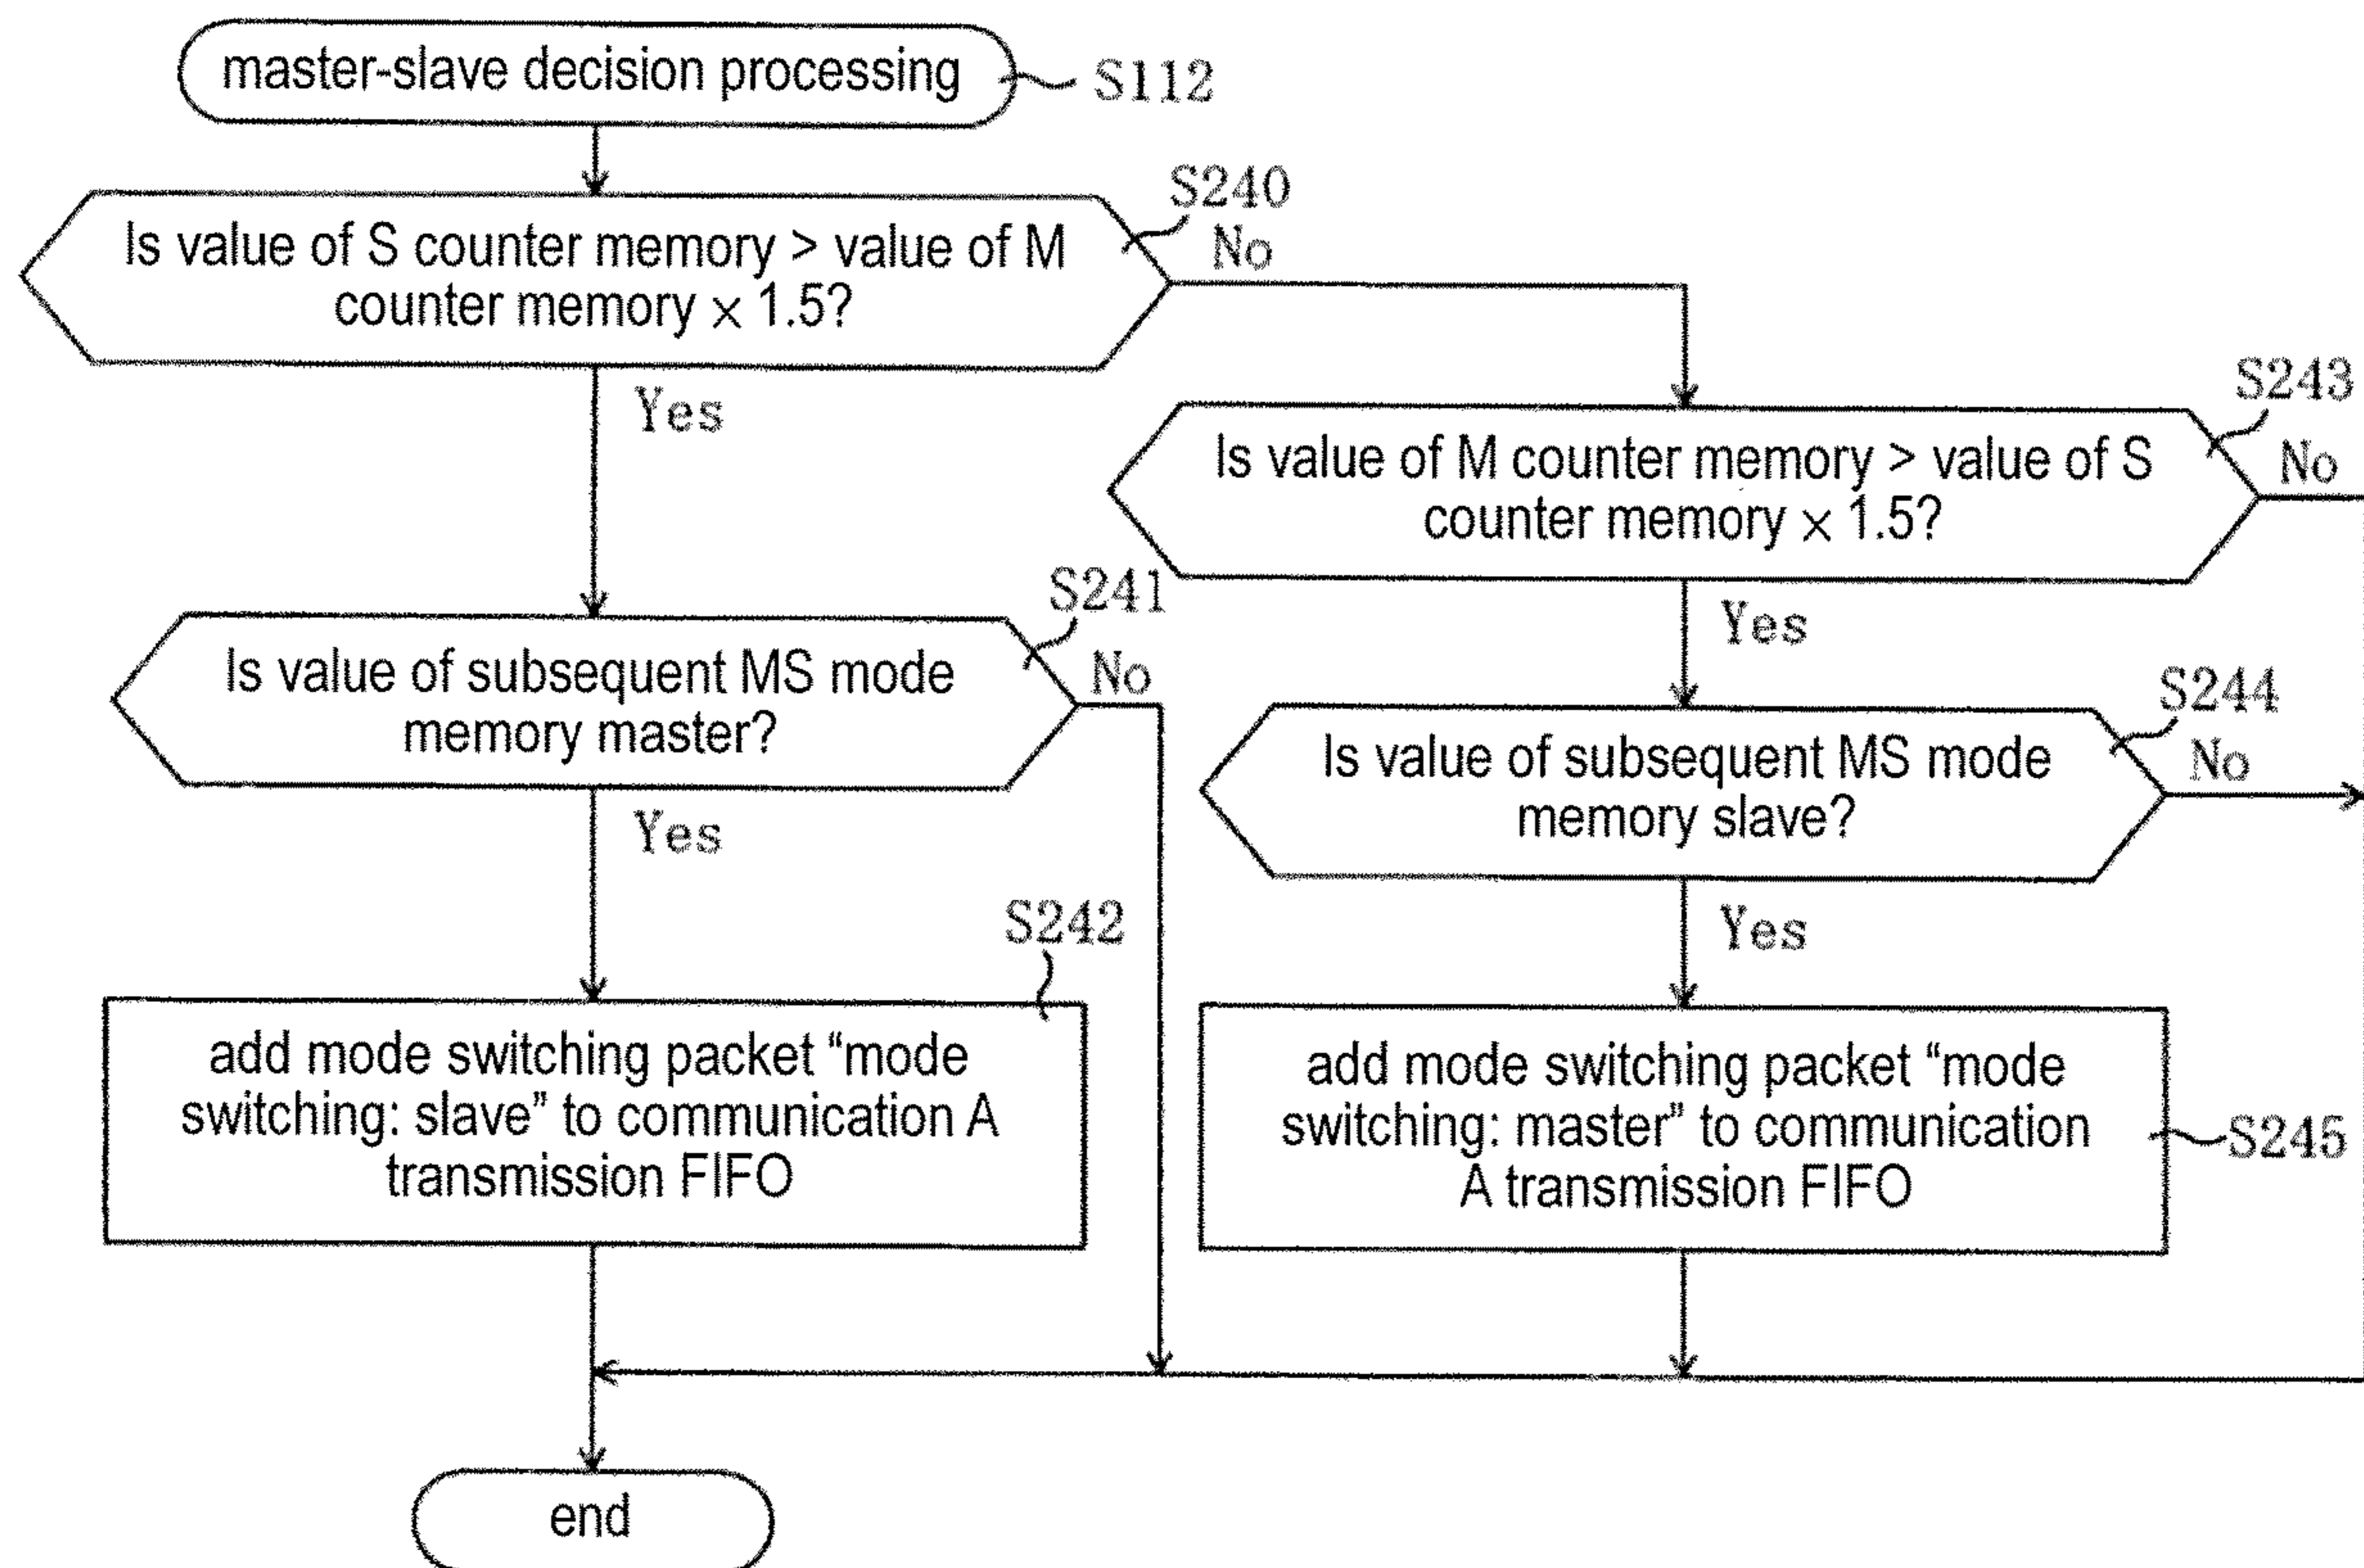 master-slave decision processing
S112
S240
Is value of S counter memory > value of M
counter memory × 1.5?
No
Yes
S243
Is value of M counter memory > value of S
counter memory × 1.5?
No
Yes
S241
Is value of subsequent MS mode
memory master?
No
Yes
S244
Is value of subsequent MS mode
memory slave?
No
Yes
S242
add mode switching packet “mode
switching: slave” to communication A
transmission FIFO
add mode switching packet “mode
switching: master” to communication
A transmission FIFO
S245
end